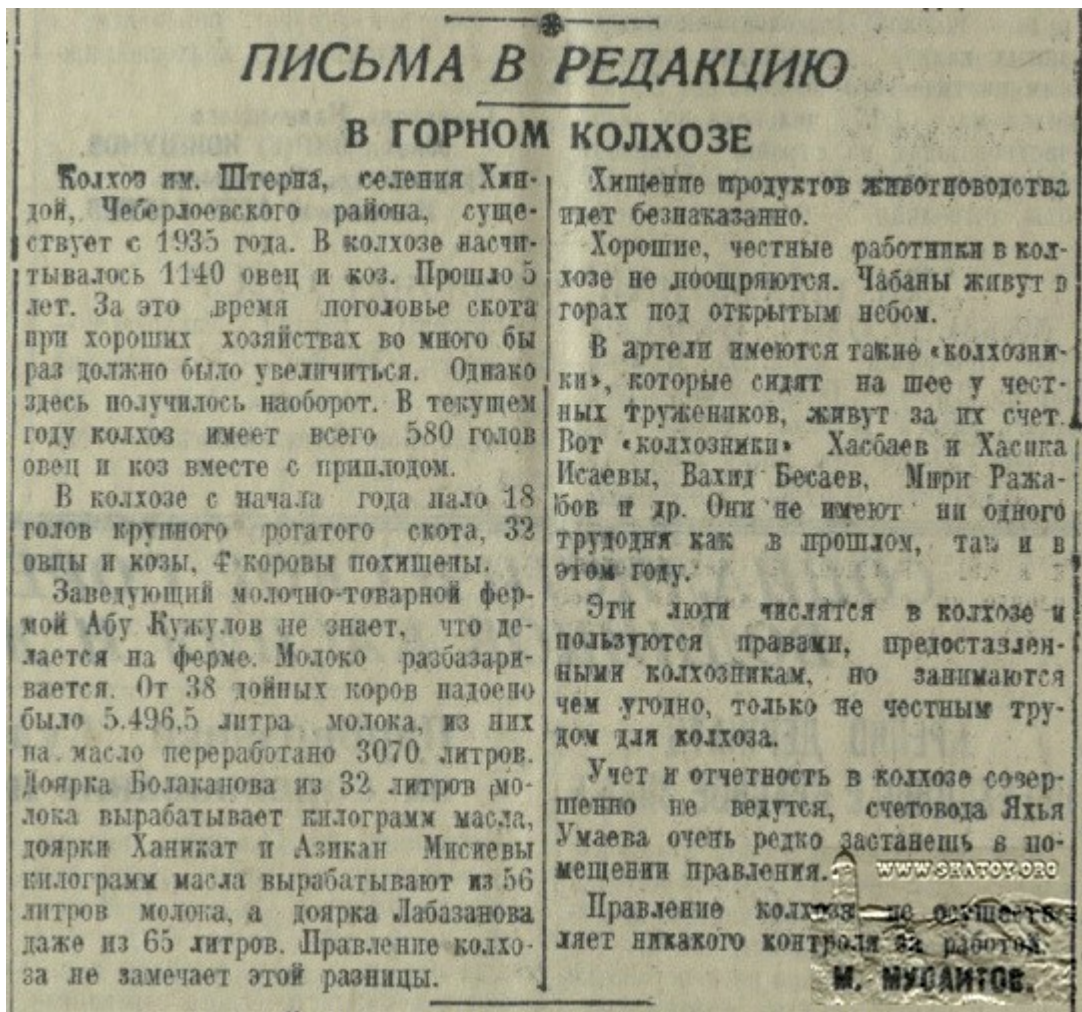 ПИСЬМА В РЕДАКЦИЮ
В ГОРНОМ КОЛХОЗЕ
Колхоз им. Штерна, селения Хин-
дой, Чеберлоевского района, суще-
ствует с 1935 года. В колхозе насчи-
тывалось 1140 овец и коз. Прошло 5
лет. За это время поголовье скота
при хороших хозяйствах во много бы
раз должно было увеличиться. Однако
здесь получилось наоборот. В текущем
году колхоз имеет всего 580 голов
овец и коз вместе с приплодом.
В колхозе с начала года пало 18
голов крупного рогатого скота, 32
овцы и козы, 4 коровы похищены.
Заведующий молочно-товарной фер-
мой Абу Кужулов не знает, что де-
лается на ферме. Молоко разбазари-
вается. От 38 дойных коров надоено
было 5.496,5 литра молока, из них
на масло переработано 3070 литров.
Доярка Болаканова из 32 литров мо-
лока вырабатывает килограмм масла,
доярки Ханикат и Азикан Мисиевы
килограмм масла вырабатывают из 56
литров молока, а доярка Лабазанова
даже из 65 литров. Правление колхо-
за не замечает этой разницы.
Хищение продуктов животноводства
идет безнаказанно.
Хорошие, честные работники в кол-
хозе не поощряются. Чабаны живут в
горах под открытым небом.
В артели имеются такие «колхозни-
ки», которые сидят на шее у чест-
ных тружеников, живут за их счет.
Вот «колхозники» Хасбаев и Хасика
Исаевы, Вахид Бесаев, Мири Ража-
бов и др. Они не имеют ни одного
трудодня как в прошлом, так и в
этом году.
Эти люди числятся в колхозе и
пользуются правами, предоставлен-
ными колхозникам, но занимаются
чем угодно, только не честным тру-
дом для колхоза.
Учет и отчетность в колхозе совер-
шенно не ведутся, счетовода Яхья
Умаева очень редко застанешь в по-
мещении правления.
WWW.SHATOY.ORG
Правление колхоза не осуществ-
ляет никакого контроля за работой.
М. МУСАИТОВ.